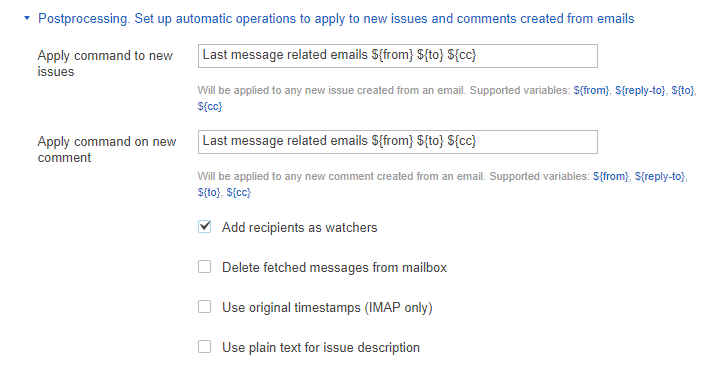 Postprocessing. Set up automatic operations to apply to new issues and comments created from emails
Apply command to new
issues
Last message related emails ${from} ${to} ${cc}
Will be applied to any new issue created from an email. Supported variables: ${from}, ${reply-to}, ${to},
${cc}
Apply command on new
comment
Last message related emails ${from} ${to} ${cc}
Will be applied to any new comment created from an email. Supported variables: ${from}, ${reply-to},
${to}, ${cc}
Add recipients as watchers
Delete fetched messages from mailbox
Use original timestamps (IMAP only)
Use plain text for issue description